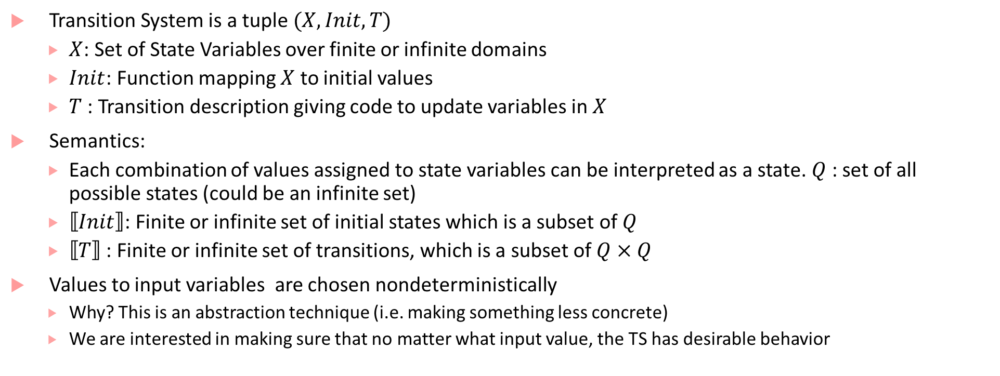 Transition System is a tuple (X, Init, T)
X: Set of State Variables over finite or infinite domains
Init: Function mapping X to initial values
T : Transition description giving code to update variables in X
Semantics:
Each combination of values assigned to state variables can be interpreted as a state. Q : set of all
possible states (could be an infinite set)
⟦Init⟧: Finite or infinite set of initial states which is a subset of Q
⟦T⟧ : Finite or infinite set of transitions, which is a subset of Q × Q
Values to input variables are chosen nondeterministically
Why? This is an abstraction technique (i.e. making something less concrete)
We are interested in making sure that no matter what input value, the TS has desirable behavior